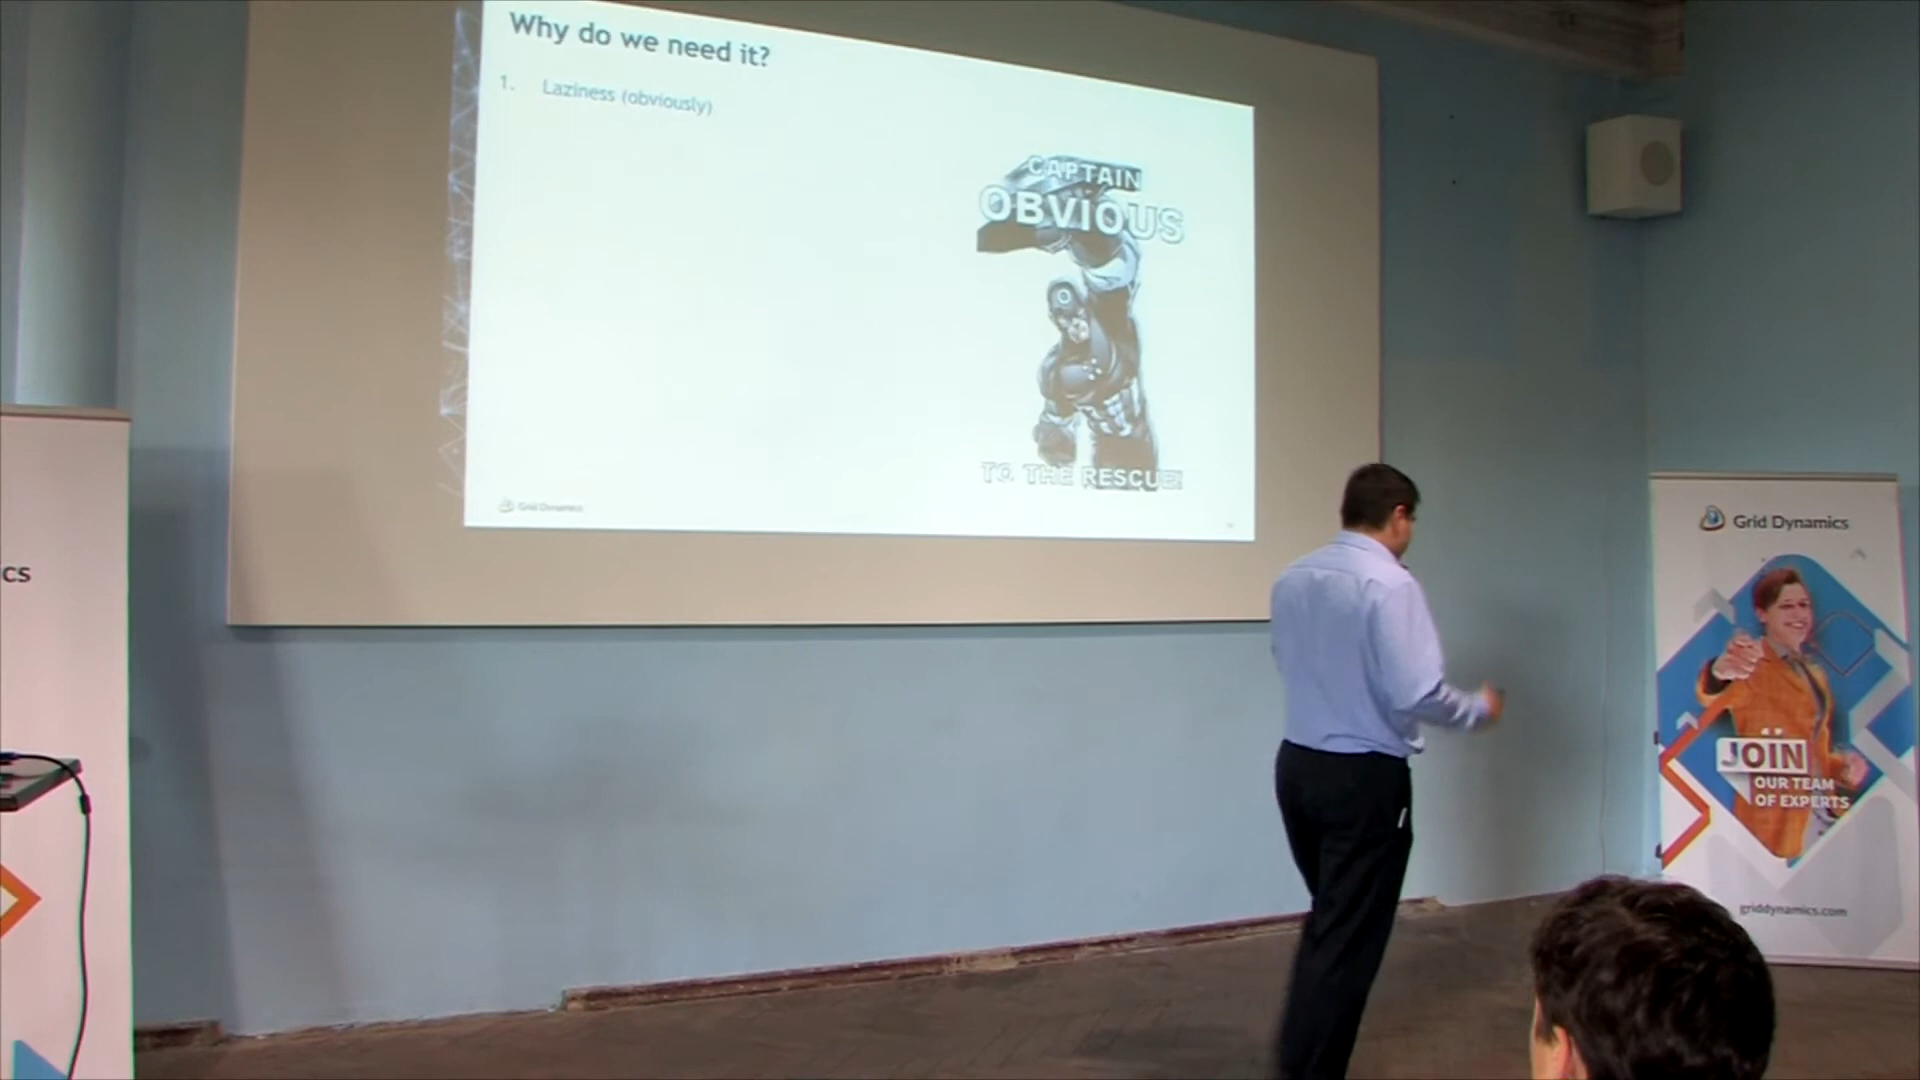 Why do we need it?
1. Laziness (obviously)
CAPTAIN
OBVIOUS
TO THE RESCUE!
Grid Dynamics
CS
Grid Dynamics
JOIN
OUR TEAM
OF EXPERTS
griddynamics.com